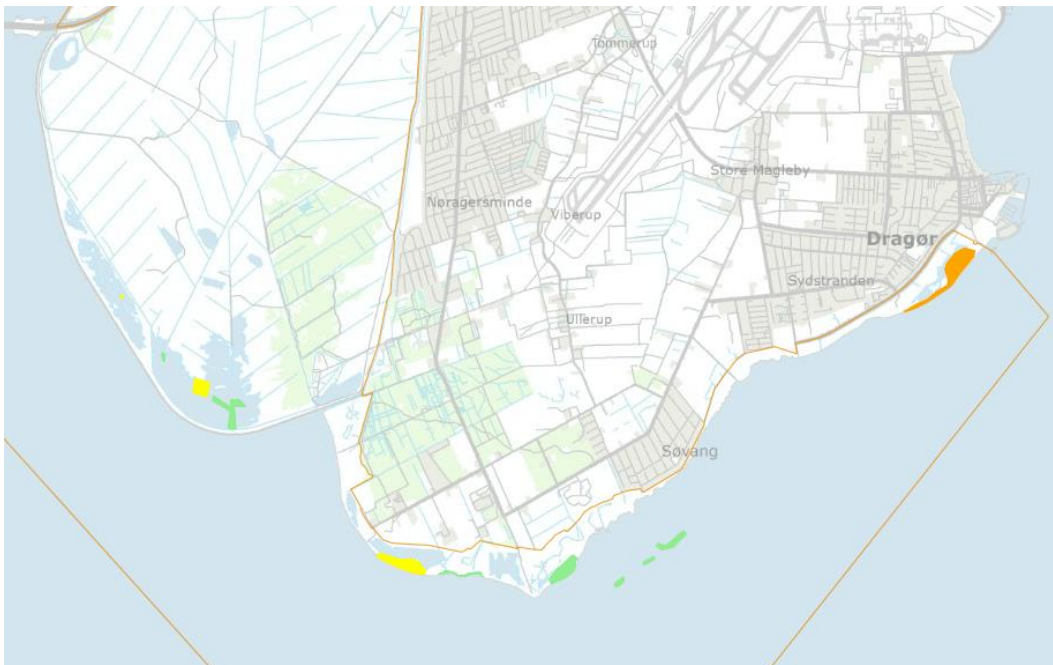 Tømmerup
Store Magleby
Nøragersminde
Viberup
Dragør
Sydstranden
Ullerup
Søvang